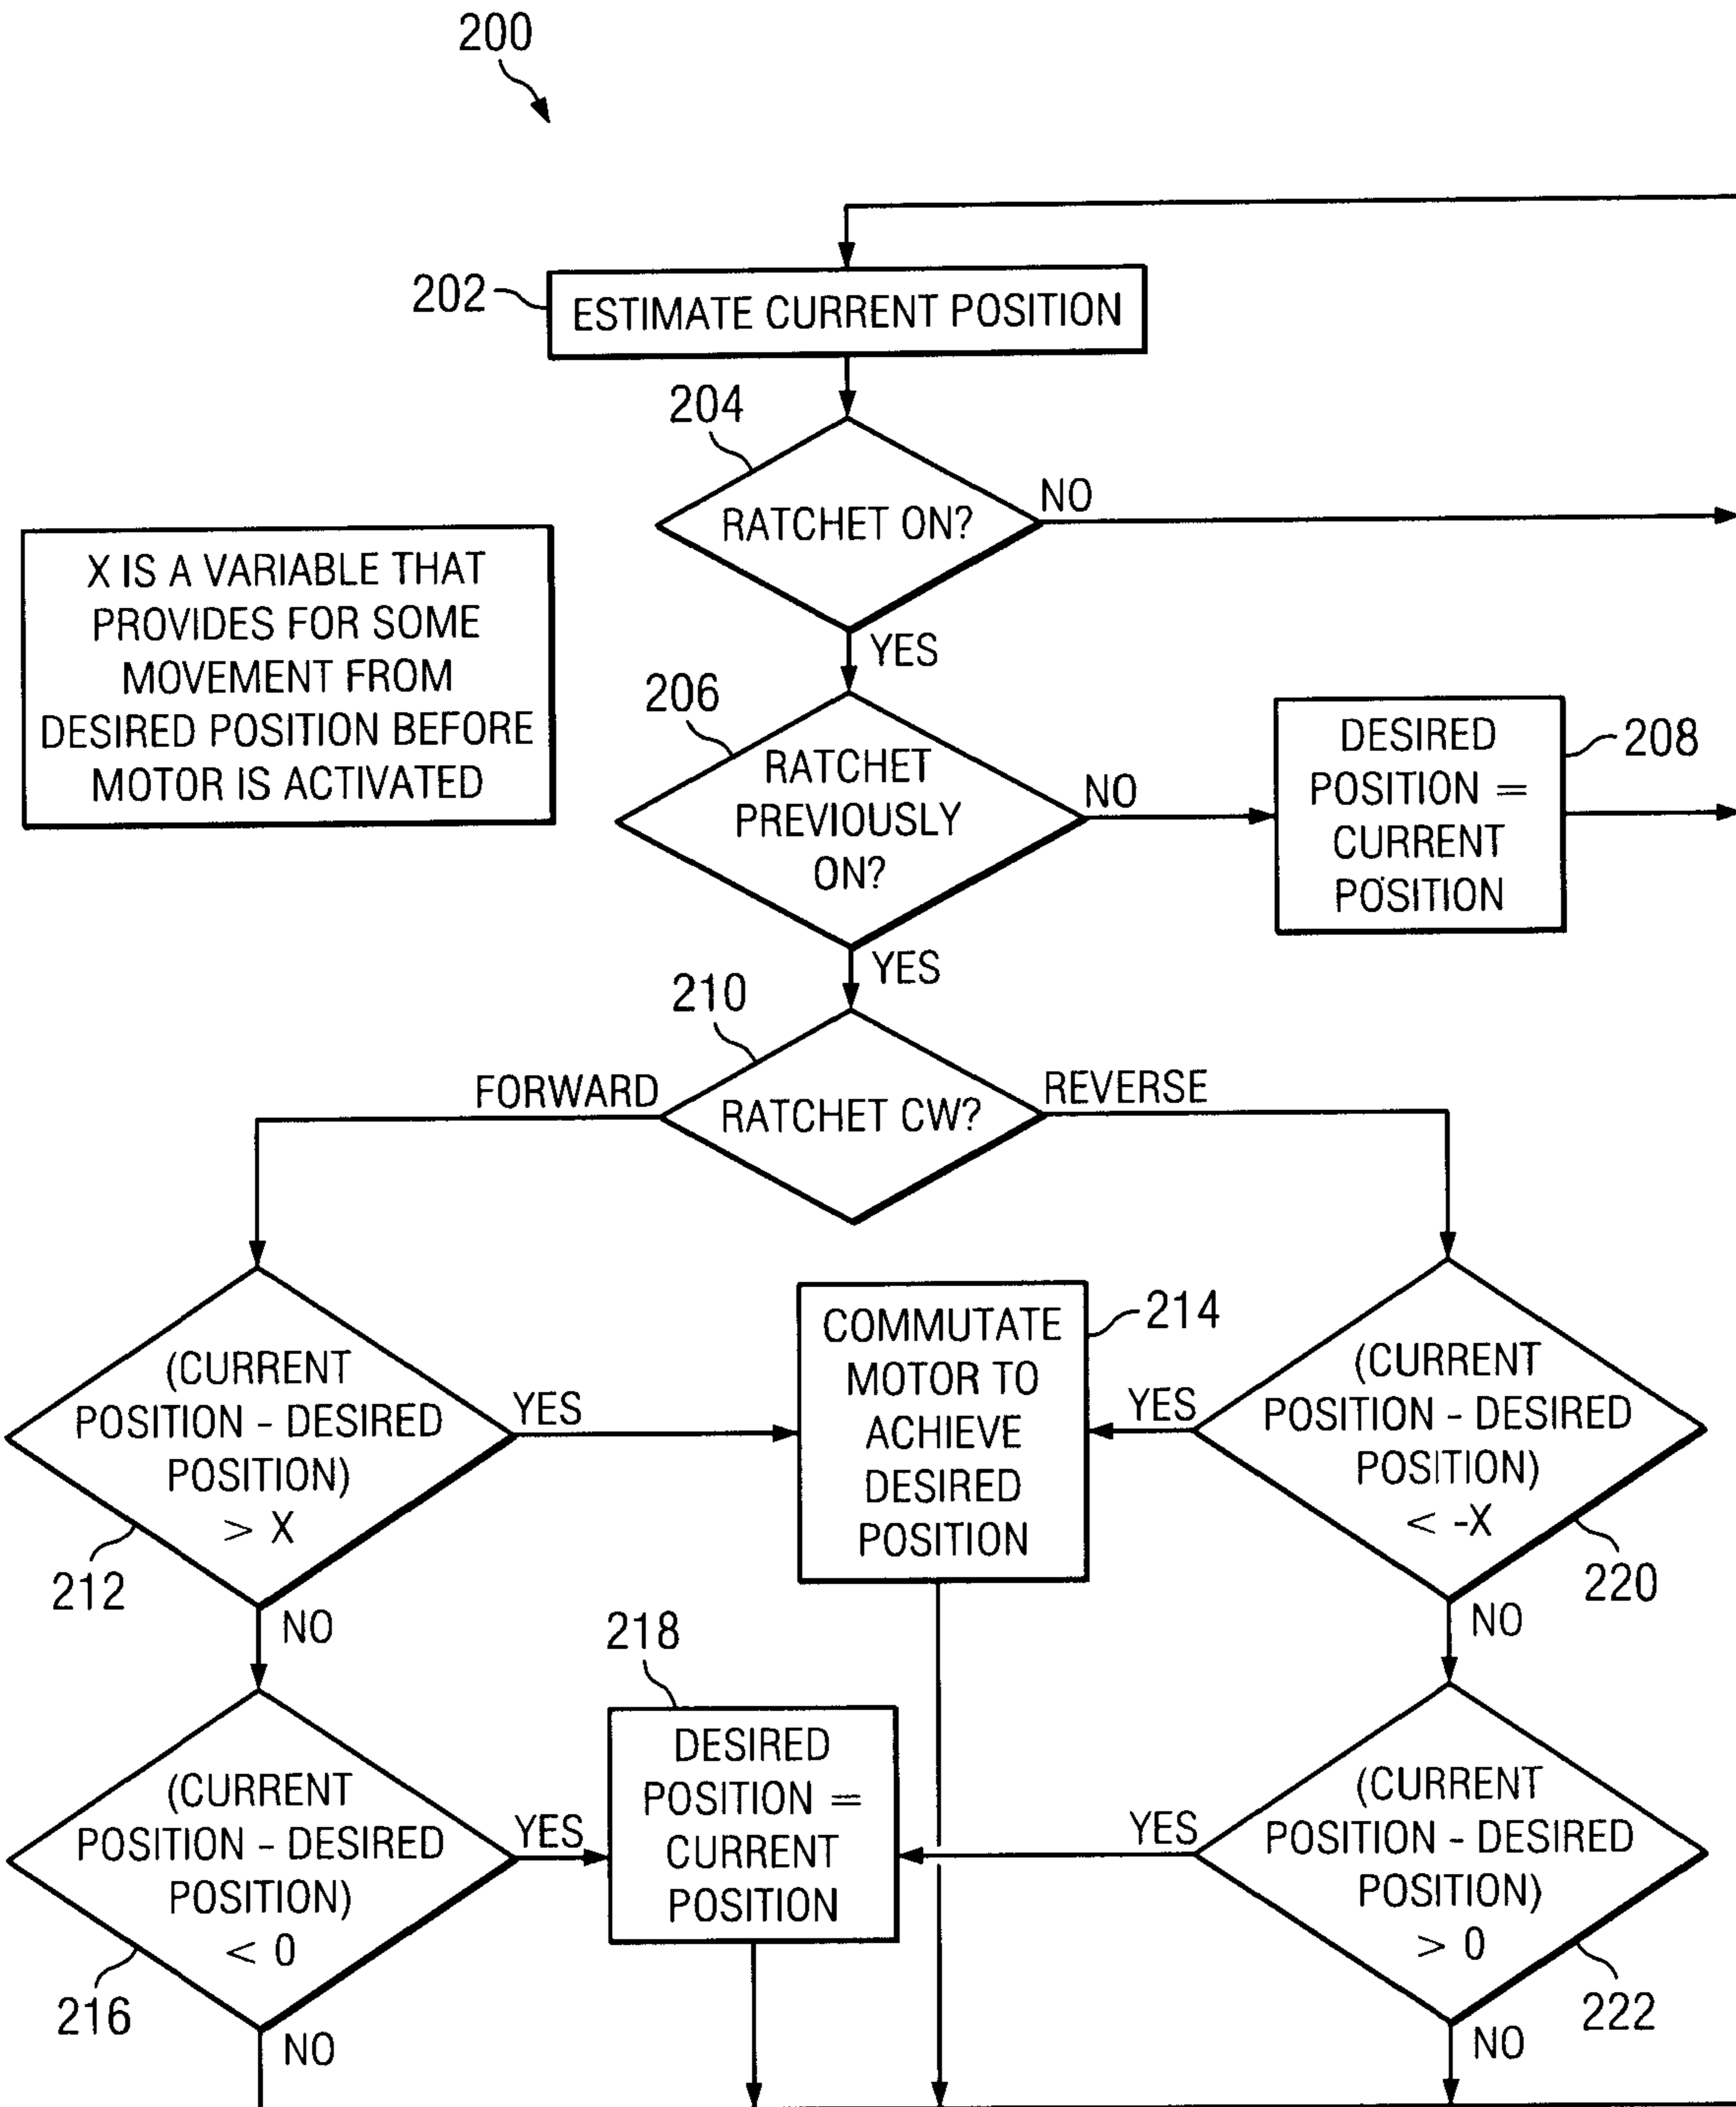 200
202
ESTIMATE CURRENT POSITION
204
RATCHET ON?
NO
YES
X IS A VARIABLE THAT
PROVIDES FOR SOME
MOVEMENT FROM
DESIRED POSITION BEFORE
MOTOR IS ACTIVATED
206
RATCHET
PREVIOUSLY
ON?
NO
YES
DESIRED
POSITION =
CURRENT
POSITION
208
210
RATCHET CW?
FORWARD
REVERSE
(CURRENT
POSITION - DESIRED
POSITION)
> X
212
YES
NO
COMMUTATE
MOTOR TO
ACHIEVE
DESIRED
POSITION
214
(CURRENT
POSITION - DESIRED
POSITION)
< -X
220
YES
NO
(CURRENT
POSITION - DESIRED
POSITION)
< 0
216
YES
NO
218
DESIRED
POSITION =
CURRENT
POSITION
(CURRENT
POSITION - DESIRED
POSITION)
> 0
222
YES
NO